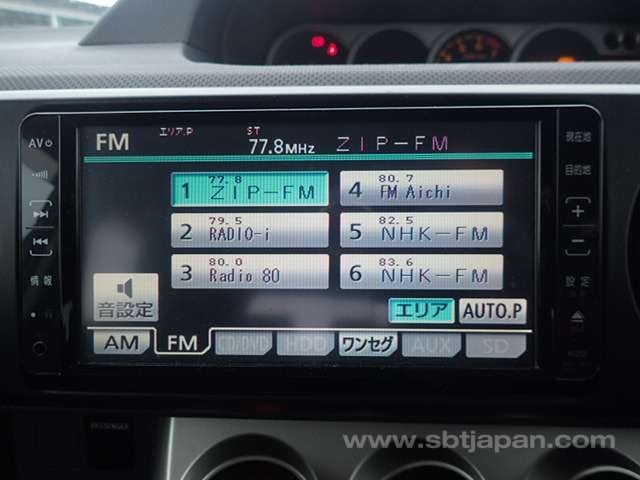 AV
FM エリア.P ST 77.8MHz ZIP-FM
現在地
目的地
1 77.8 ZIP-FM
4 80.7 FM Aichi
2 79.5 RADIO-i
5 82.5 NHK-FM
3 80.0 Radio 80
6 83.6 NHK-FM
+
-
情報
設定
音設定
エリア AUTO.P
AM FM CD/DVD HDD ワンセグ AUX SD
PASSENGER
www.sbtjapan.com